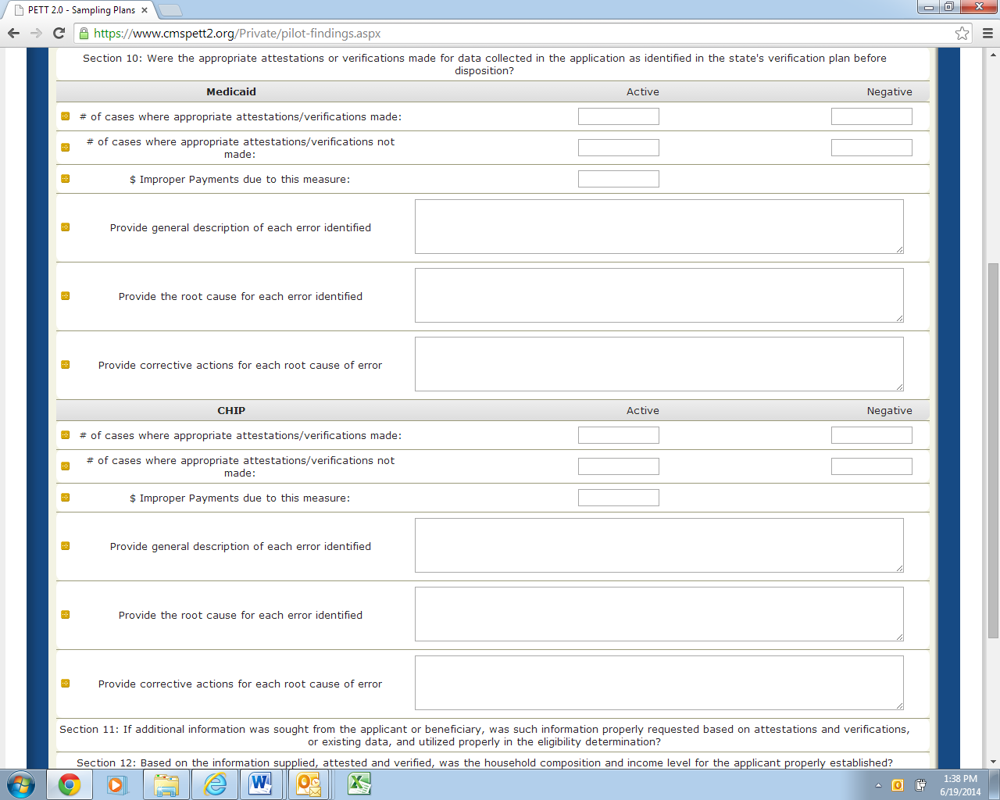 PETT 2.0 - Sampling Plans
https://www.cmspett2.org/Private/pilot-findings.aspx
Section 10: Were the appropriate attestations or verifications made for data collected in the application as identified in the state's verification plan before
disposition?
Medicaid Active Negative
# of cases where appropriate attestations/verifications made:
# of cases where appropriate attestations/verifications not
made:
$ Improper Payments due to this measure:
Provide general description of each error identified
Provide the root cause for each error identified
Provide corrective actions for each root cause of error
CHIP Active Negative
# of cases where appropriate attestations/verifications made:
# of cases where appropriate attestations/verifications not
made:
$ Improper Payments due to this measure:
Provide general description of each error identified
Provide the root cause for each error identified
Provide corrective actions for each root cause of error
Section 11: If additional information was sought from the applicant or beneficiary, was such information properly requested based on attestations and verifications,
or existing data, and utilized properly in the eligibility determination?
Section 12: Based on the information supplied, attested and verified, was the household composition and income level for the applicant properly established?
1:38 PM
6/19/2014